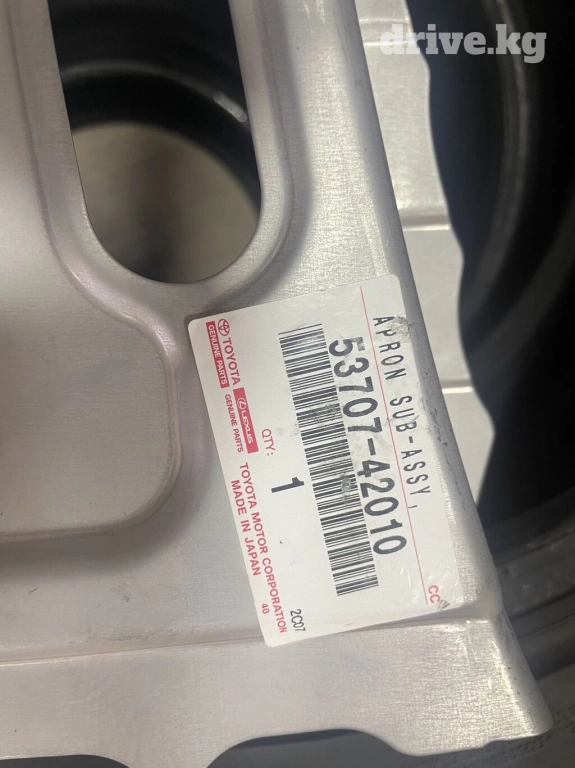 drive.kg
APRON SUB-ASSY,
53707-42010
CC
QTY: 1
2C07
TOYOTA
GENUINE PARTS
LEXUS
GENUINE PARTS
TOYOTA MOTOR CORPORATION
MADE IN JAPAN
40